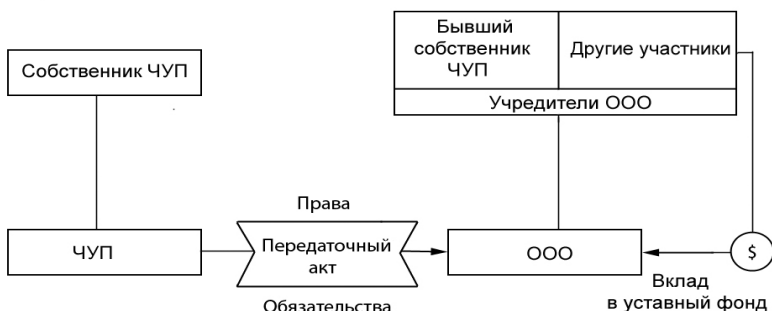 Собственник ЧУП
Бывший
собственник
ЧУП
Другие участники
Учредители ООО
Права
ЧУП
Передаточный
акт
ООО
$
Обязательства
Вклад
в уставный фонд